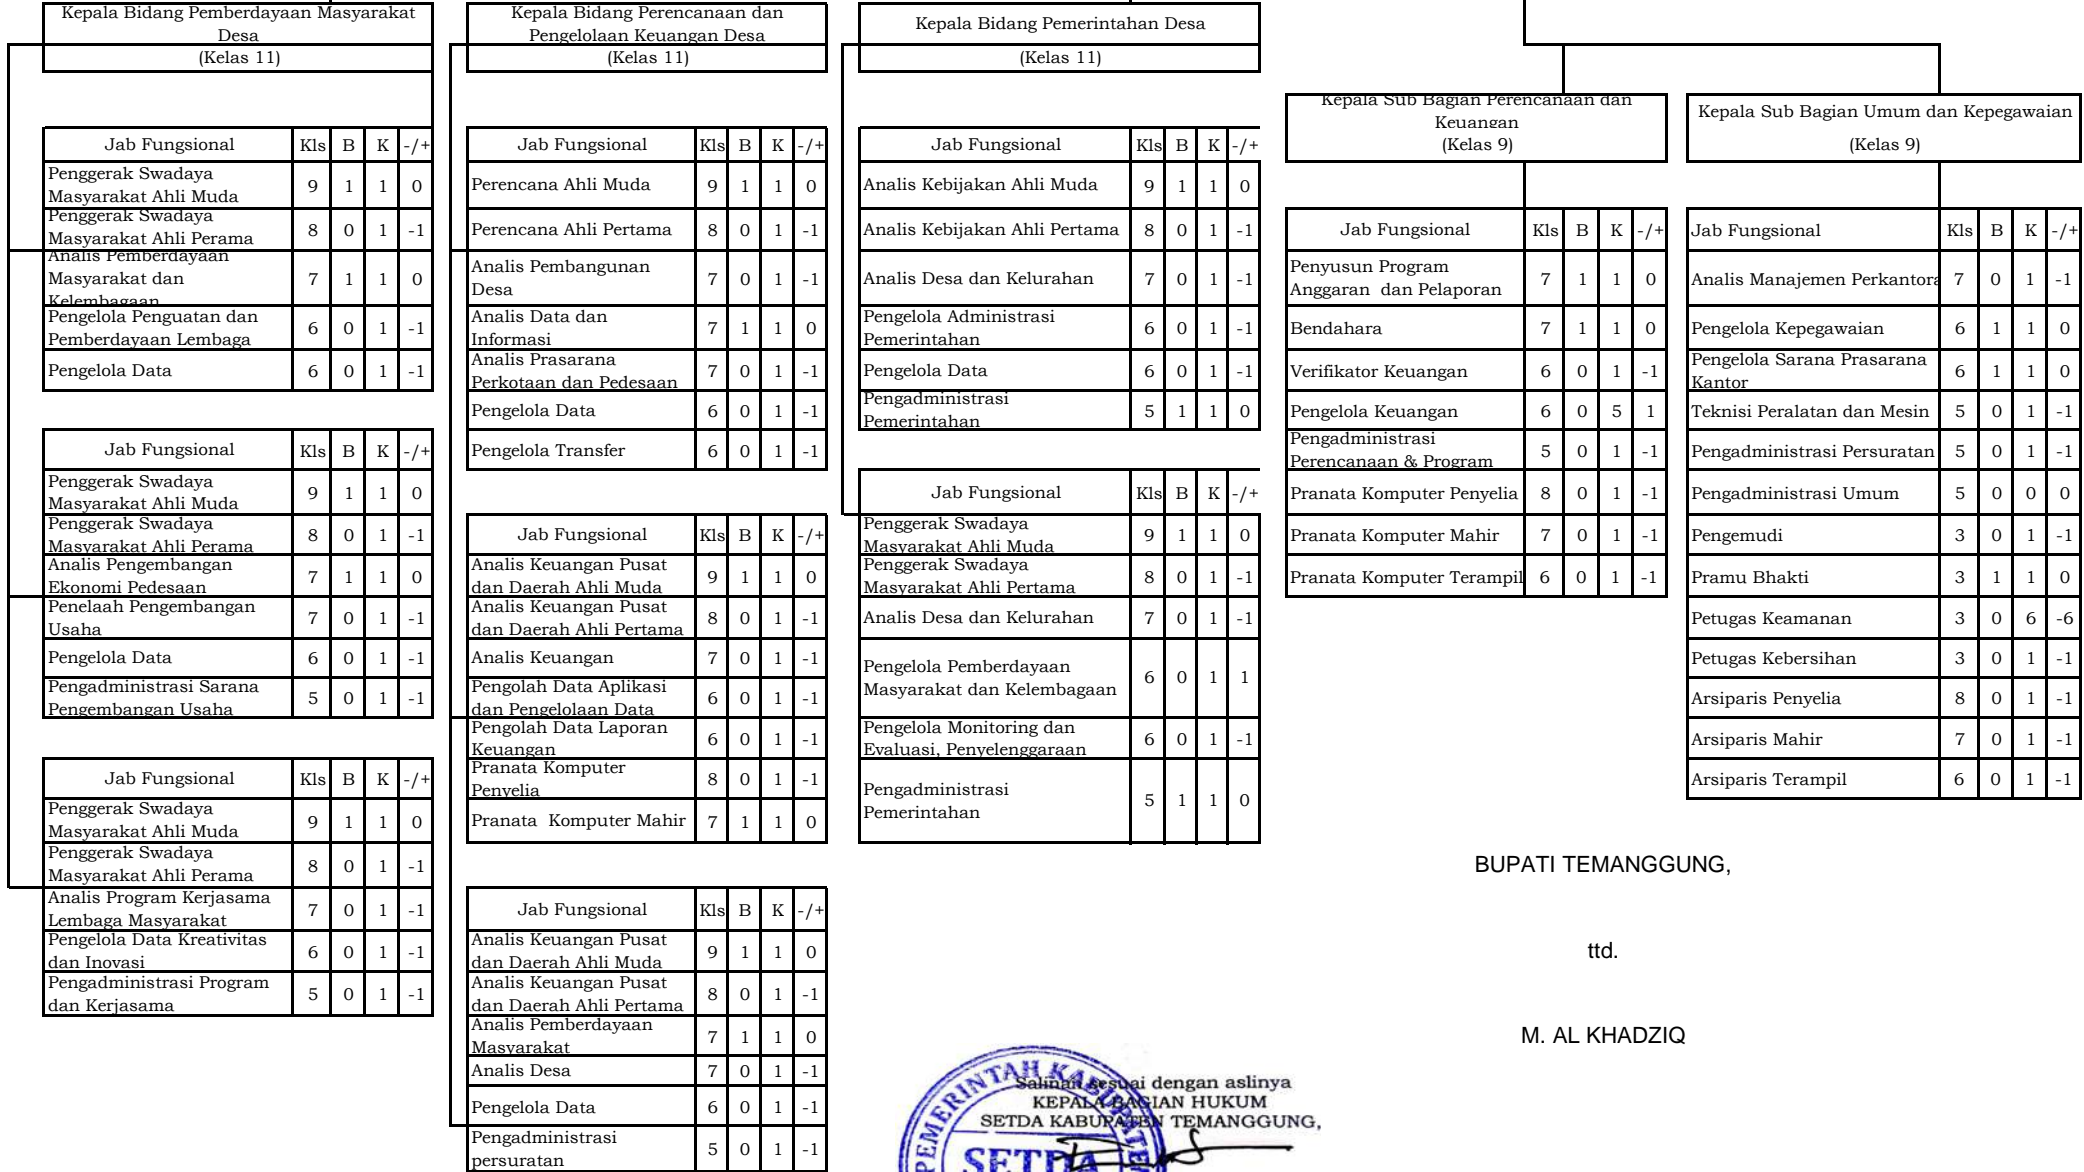 Kepala Bidang Pemberdayaan Masyarakat
Desa
(Kelas 11)
Jab Fungsional Kls B K -/+
Penggerak Swadaya
Masyarakat Ahli Muda 9 1 1 0
Penggerak Swadaya
Masyarakat Ahli Perama 8 0 1 -1
Analis Pemberdayaan
Masyarakat dan 7 1 1 0
Kelembagaan
Pengelola Penguatan dan
Pemberdayaan Lembaga 6 0 1 -1
Pengelola Data 6 0 1 -1
Jab Fungsional Kls B K -/+
Penggerak Swadaya
Masyarakat Ahli Muda 9 1 1 0
Penggerak Swadaya
Masyarakat Ahli Perama 8 0 1 -1
Analis Pengembangan
Ekonomi Pedesaan 7 1 1 0
Penelaah Pengembangan
Usaha 7 0 1 -1
Pengelola Data 6 0 1 -1
Pengadministrasi Sarana
Pengembangan Usaha 5 0 1 -1
Jab Fungsional Kls B K -/+
Penggerak Swadaya
Masyarakat Ahli Muda 9 1 1 0
Penggerak Swadaya
Masyarakat Ahli Perama 8 0 1 -1
Analis Program Kerjasama
Lembaga Masyarakat 7 0 1 -1
Pengelola Data Kreativitas
dan Inovasi 6 0 1 -1
Pengadministrasi Program
dan Kerjasama 5 0 1 -1
Kepala Bidang Perencanaan dan
Pengelolaan Keuangan Desa
(Kelas 11)
Jab Fungsional Kls B K -/+
Perencana Ahli Muda 9 1 1 0
Perencana Ahli Pertama 8 0 1 -1
Analis Pembangunan
Desa 7 0 1 -1
Analis Data dan
Informasi 7 1 1 0
Analis Prasarana
Perkotaan dan Pedesaan 7 0 1 -1
Pengelola Data 6 0 1 -1
Pengelola Transfer 6 0 1 -1
Jab Fungsional Kls B K -/+
Analis Keuangan Pusat
dan Daerah Ahli Muda 9 1 1 0
Analis Keuangan Pusat
dan Daerah Ahli Pertama 8 0 1 -1
Analis Keuangan 7 0 1 -1
Pengolah Data Aplikasi
dan Pengelolaan Data 6 0 1 -1
Pengolah Data Laporan
Keuangan 6 0 1 -1
Pranata Komputer
Penyelia 8 0 1 -1
Pranata Komputer Mahir 7 1 1 0
Jab Fungsional Kls B K -/+
Analis Keuangan Pusat
dan Daerah Ahli Muda 9 1 1 0
Analis Keuangan Pusat
dan Daerah Ahli Pertama 8 0 1 -1
Analis Pemberdayaan
Masyarakat 7 1 1 0
Analis Desa 7 0 1 -1
Pengelola Data 6 0 1 -1
Pengadministrasi
persuratan 5 0 1 -1
Kepala Bidang Pemerintahan Desa
(Kelas 11)
Jab Fungsional Kls B K -/+
Analis Kebijakan Ahli Muda 9 1 1 0
Analis Kebijakan Ahli Pertama 8 0 1 -1
Analis Desa dan Kelurahan 7 0 1 -1
Pengelola Administrasi
Pemerintahan 6 0 1 -1
Pengelola Data 6 0 1 -1
Pengadministrasi
Pemerintahan 5 1 1 0
Jab Fungsional Kls B K -/+
Penggerak Swadaya
Masyarakat Ahli Muda 9 1 1 0
Penggerak Swadaya
Masyarakat Ahli Pertama 8 0 1 -1
Analis Desa dan Kelurahan 7 0 1 -1
Pengelola Pemberdayaan
Masyarakat dan Kelembagaan 6 0 1 1
Pengelola Monitoring dan
Evaluasi, Penyelenggaraan 6 0 1 -1
Pengadministrasi
Pemerintahan 5 1 1 0
Kepala Sub Bagian Perencanaan dan
Keuangan
(Kelas 9)
Jab Fungsional Kls B K -/+
Penyusun Program
Anggaran dan Pelaporan 7 1 1 0
Bendahara 7 1 1 0
Verifikator Keuangan 6 0 1 -1
Pengelola Keuangan 6 0 5 1
Pengadministrasi
Perencanaan & Program 5 0 1 -1
Pranata Komputer Penyelia 8 0 1 -1
Pranata Komputer Mahir 7 0 1 -1
Pranata Komputer Terampil 6 0 1 -1
Kepala Sub Bagian Umum dan Kepegawaian
(Kelas 9)
Jab Fungsional Kls B K -/+
Analis Manajemen Perkantora 7 0 1 -1
Pengelola Kepegawaian 6 1 1 0
Pengelola Sarana Prasarana
Kantor 6 1 1 0
Teknisi Peralatan dan Mesin 5 0 1 -1
Pengadministrasi Persuratan 5 0 1 -1
Pengadministrasi Umum 5 0 0 0
Pengemudi 3 0 1 -1
Pramu Bhakti 3 1 1 0
Petugas Keamanan 3 0 6 -6
Petugas Kebersihan 3 0 1 -1
Arsiparis Penyelia 8 0 1 -1
Arsiparis Mahir 7 0 1 -1
Arsiparis Terampil 6 0 1 -1
BUPATI TEMANGGUNG,
ttd.
M. AL KHADZIQ
Salinan sesuai dengan aslinya
KEPALA BAGIAN HUKUM
SETDA KABUPATEN TEMANGGUNG,
PEMERINTAH KABUPATEN
SETDA